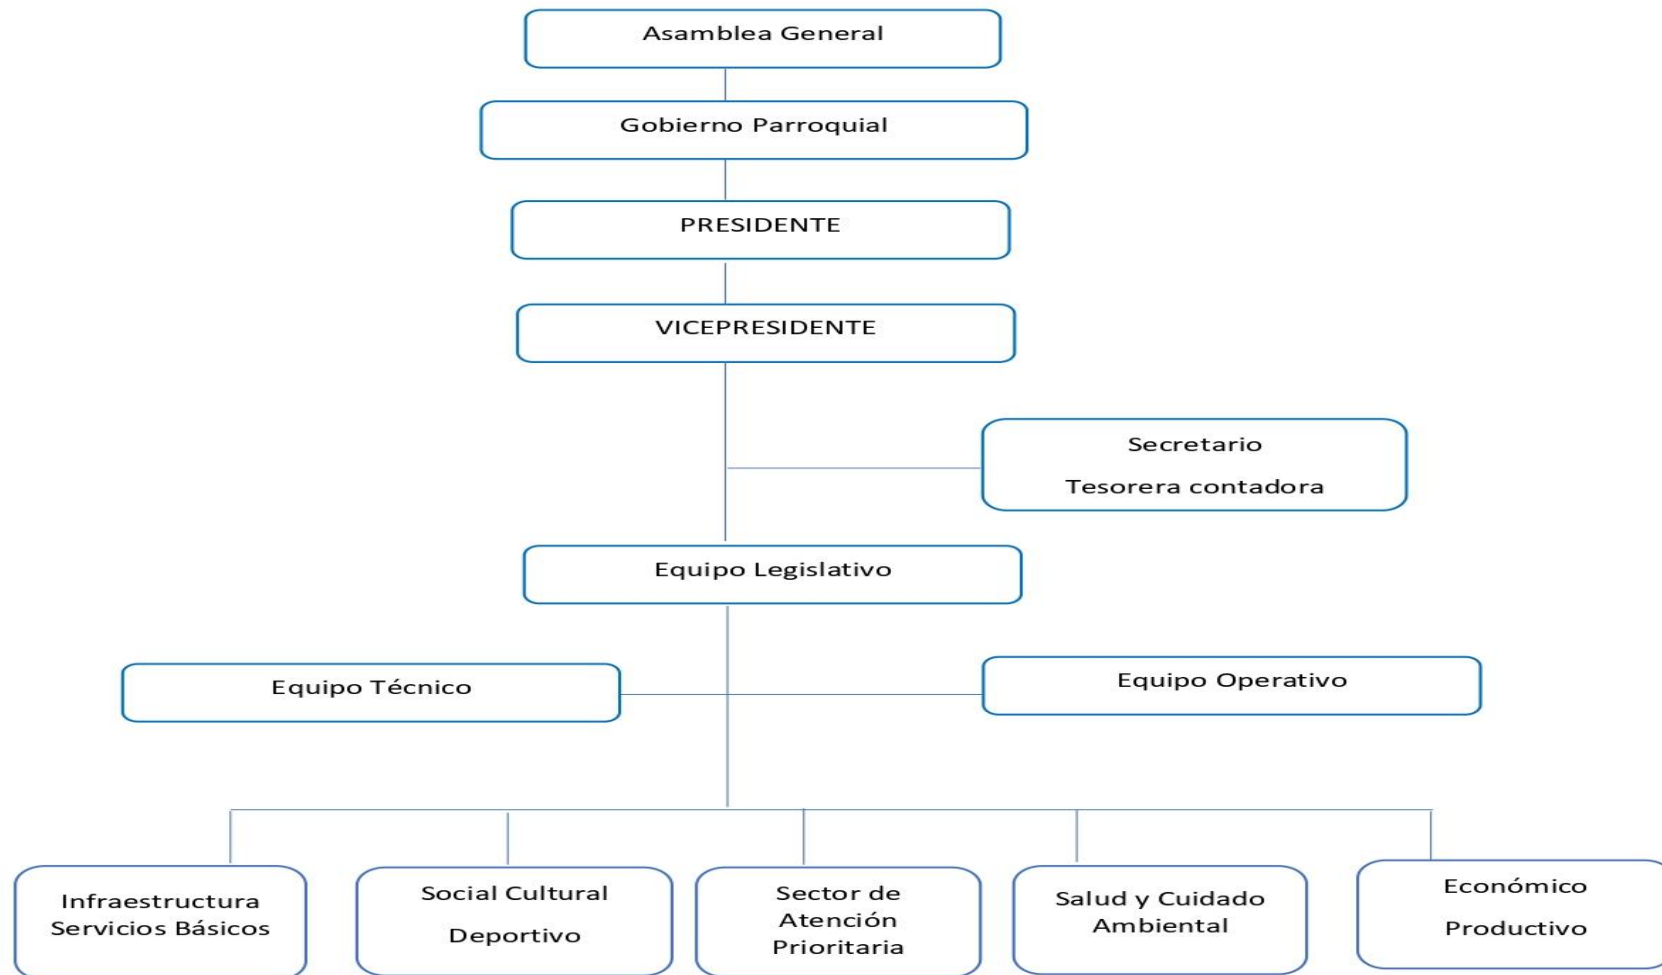 Asamblea General
Gobierno Parroquial
PRESIDENTE
VICEPRESIDENTE
Secretario
Tesorera contadora
Equipo Legislativo
Equipo Técnico
Equipo Operativo
Infraestructura
Servicios Básicos
Social Cultural
Deportivo
Sector de
Atención
Prioritaria
Salud y Cuidado
Ambiental
Económico
Productivo